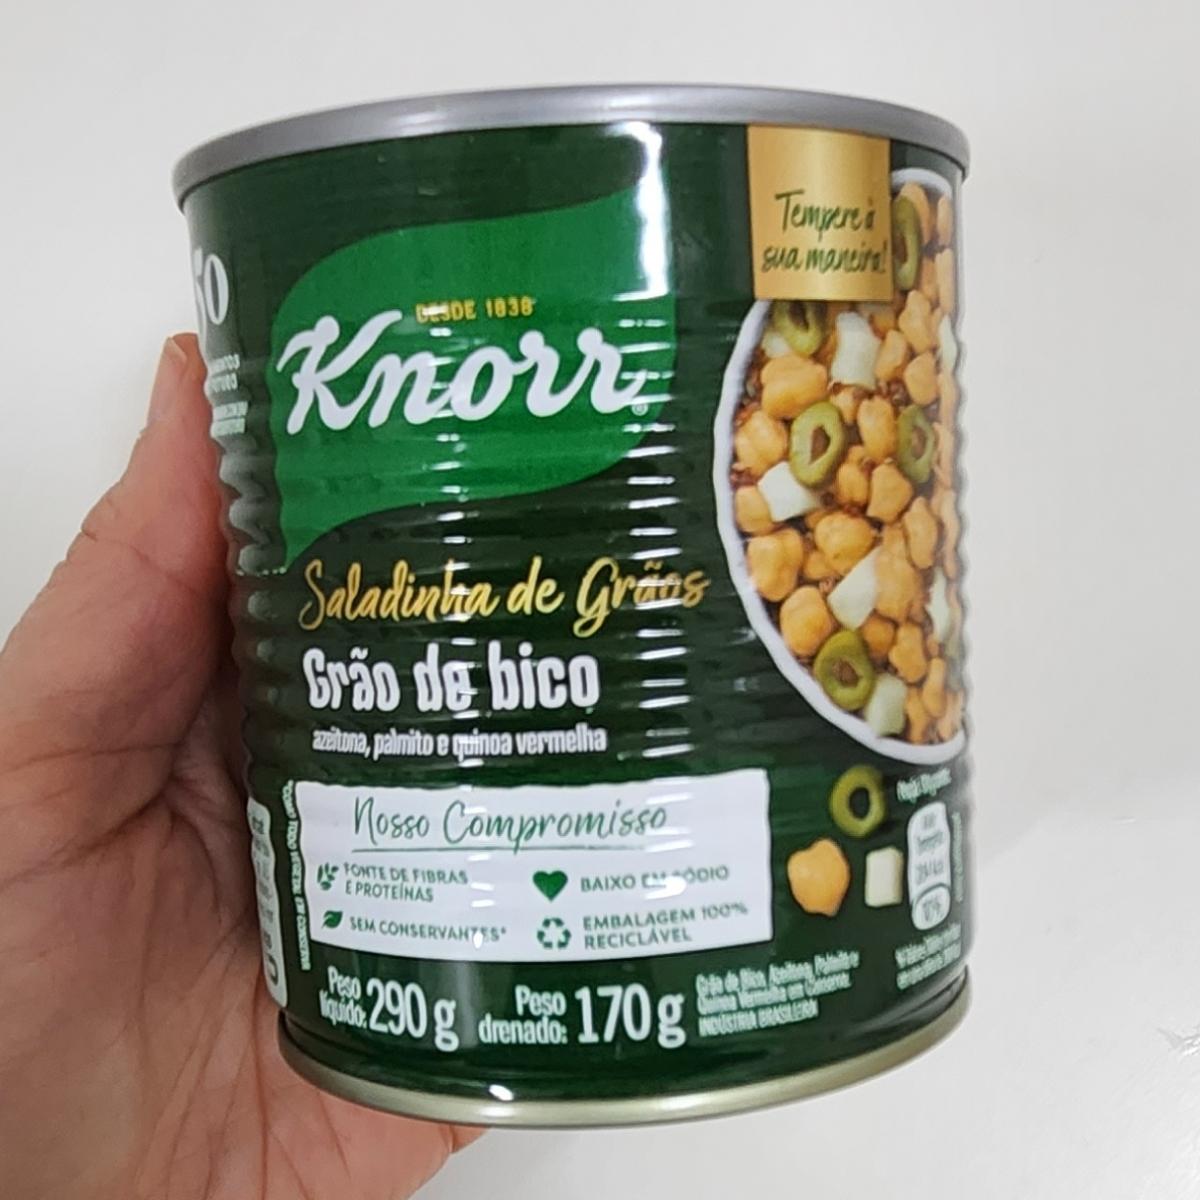 50
DESDE 1838
Knorr
Tempere à
sua maneira!
Saladinha de Grãos
Grão de bico
azeitona, palmito e quinoa vermelha
Nosso Compromisso
FONTE DE FIBRAS
E PROTEÍNAS
BAIXO EM SÓDIO
SEM CONSERVANTES*
EMBALAGEM 100%
RECICLÁVEL
Peso
líquido: 290 g
Peso
drenado: 170 g
Grão de Bico, Azeitona, Palmito e
Quinoa Vermelha em Conserva.
INDÚSTRIA BRASILEIRA
10%